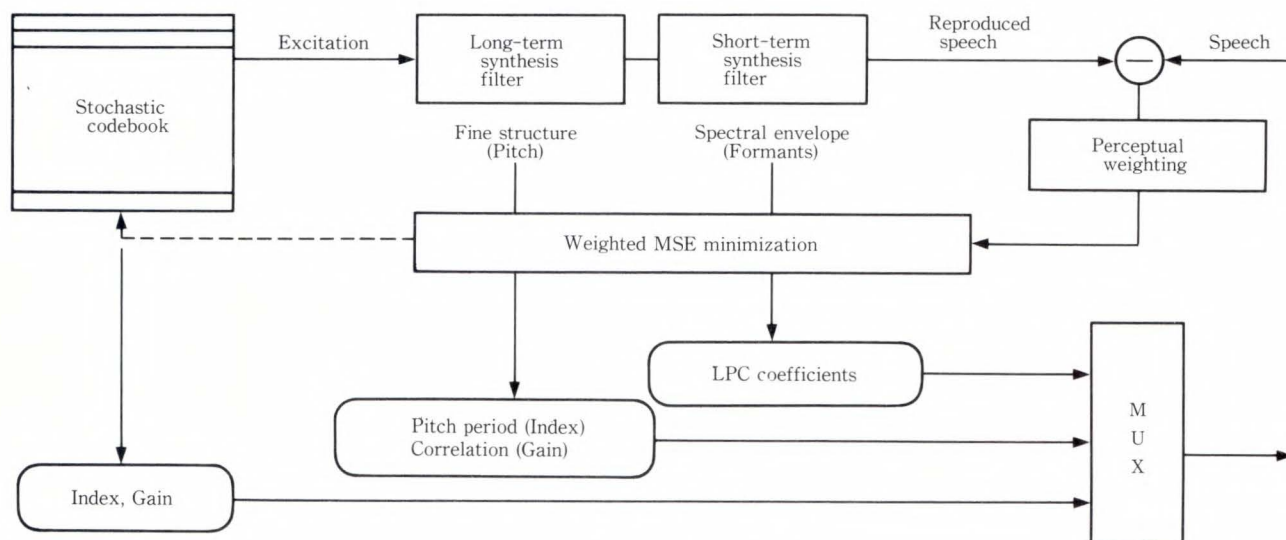 Stochastic
codebook
Excitation
Long-term
synthesis
filter
Short-term
synthesis
filter
Reproduced
speech
Speech
Fine structure
(Pitch)
Spectral envelope
(Formants)
Perceptual
weighting
Weighted MSE minimization
LPC coefficients
Pitch period (Index)
Correlation (Gain)
Index, Gain
M
U
X